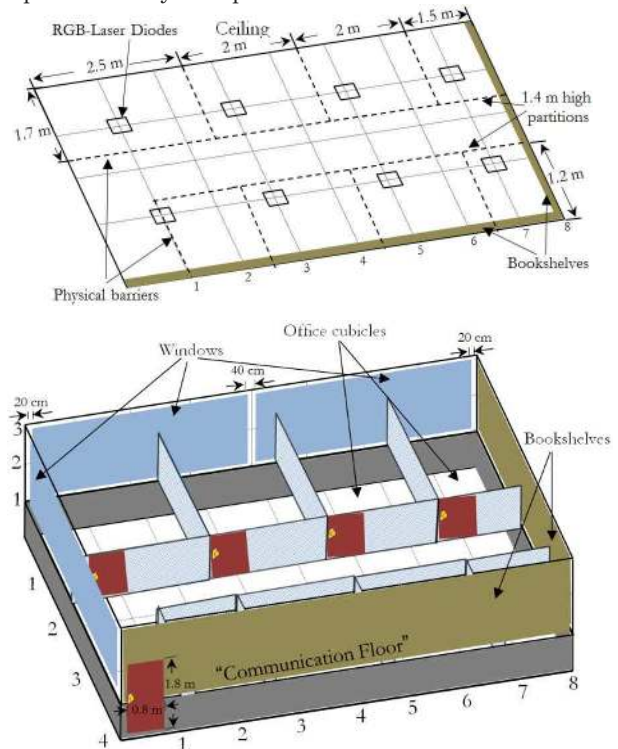 RGB-Laser Diodes
Ceiling
2.5 m
2 m
2 m
1.5 m
1.7 m
1.4 m high
partitions
1.2 m
Physical barriers
1
2
3
4
5
6
7
8
Bookshelves
Office cubicles
Windows
20 cm
40 cm
20 cm
Bookshelves
3
2
1
1
2
3
4
"Communication Floor"
1.8 m
0.8 m
1
2
3
4
5
6
7
8